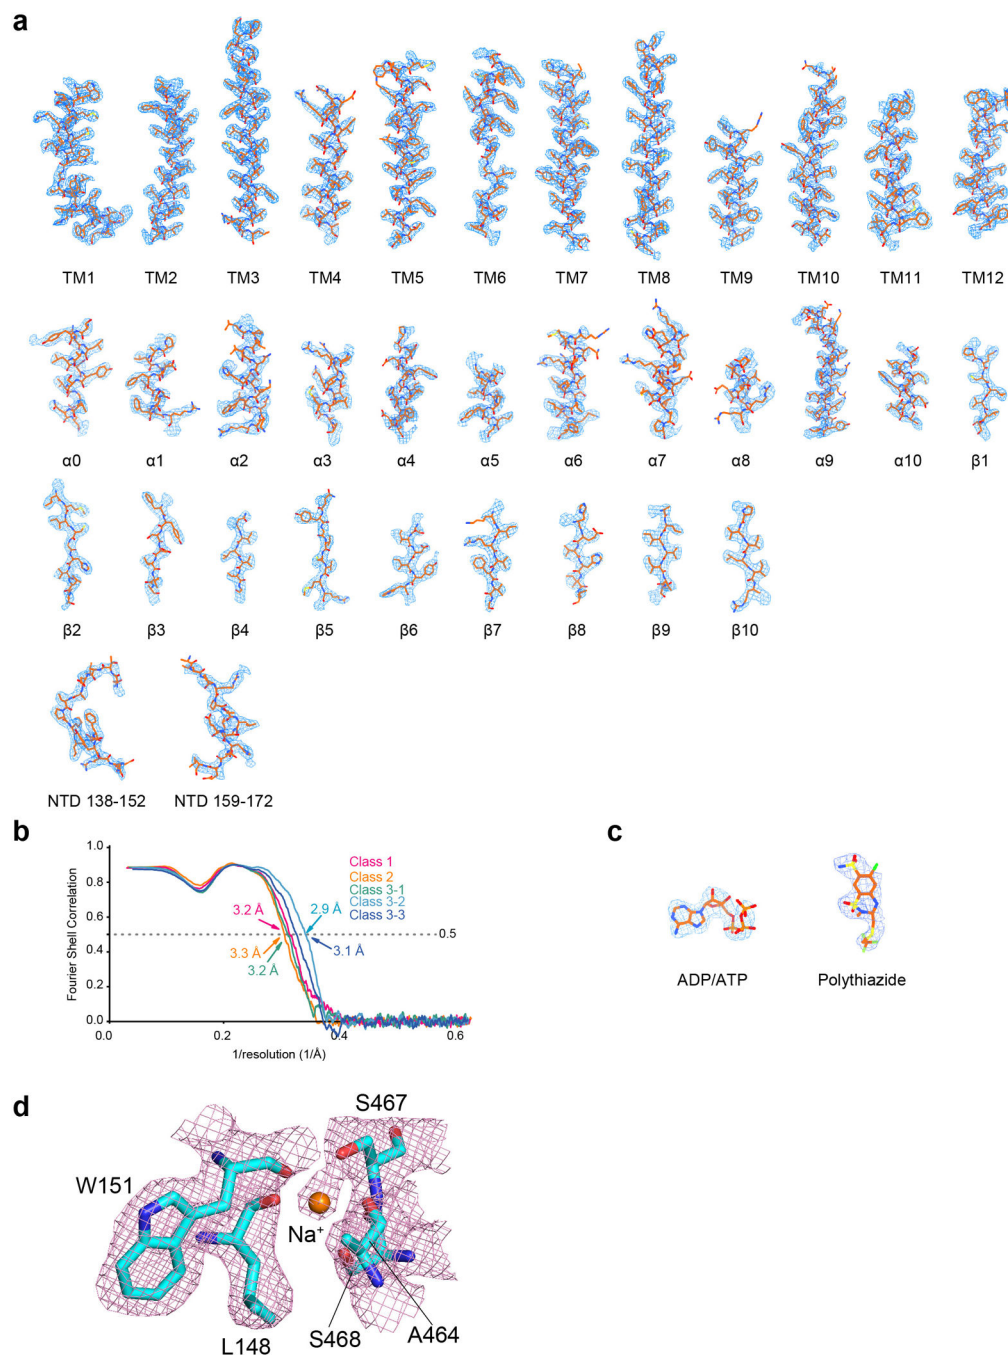 a
TM1 TM2 TM3 TM4 TM5 TM6 TM7 TM8 TM9 TM10 TM11 TM12
α0 α1 α2 α3 α4 α5 α6 α7 α8 α9 α10 β1
β2 β3 β4 β5 β6 β7 β8 β9 β10
NTD 138-152 NTD 159-172
b
Fourier Shell Correlation
1.0
0.8
0.6
0.4
0.2
0.0
0.0 0.2 0.4 0.6
1/resolution (1/Å)
Class 1
Class 2
Class 3-1
Class 3-2
Class 3-3
3.2 Å
2.9 Å
0.5
3.3 Å
3.1 Å
3.2 Å
c
ADP/ATP Polythiazide
d
S467
W151
Na⁺
L148
S468
A464